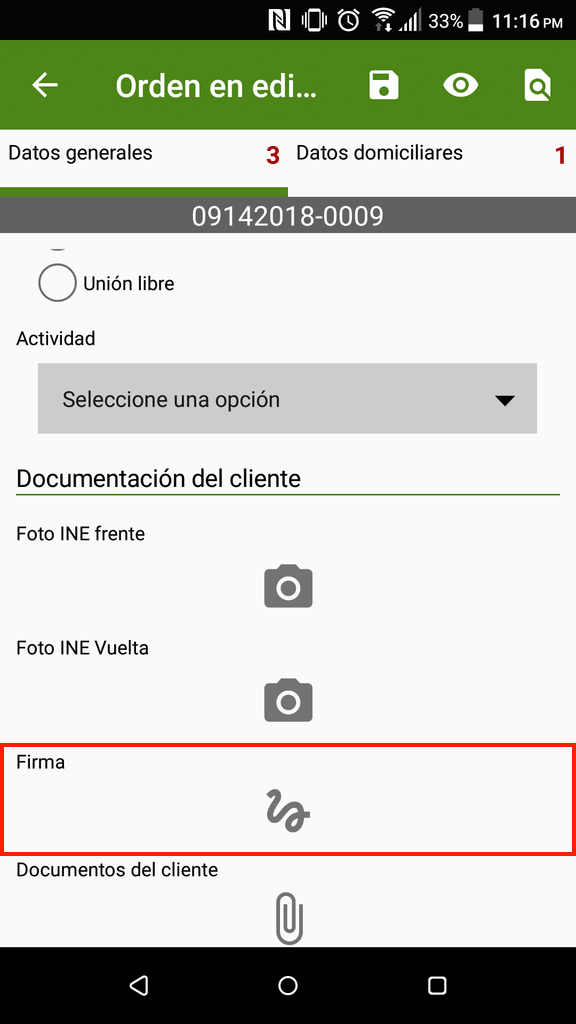 33% 11:16 PM
Orden en edi...
Datos generales 3 Datos domiciliares 1
09142018-0009
Unión libre
Actividad
Seleccione una opción
Documentación del cliente
Foto INE frente
Foto INE Vuelta
Firma
Documentos del cliente